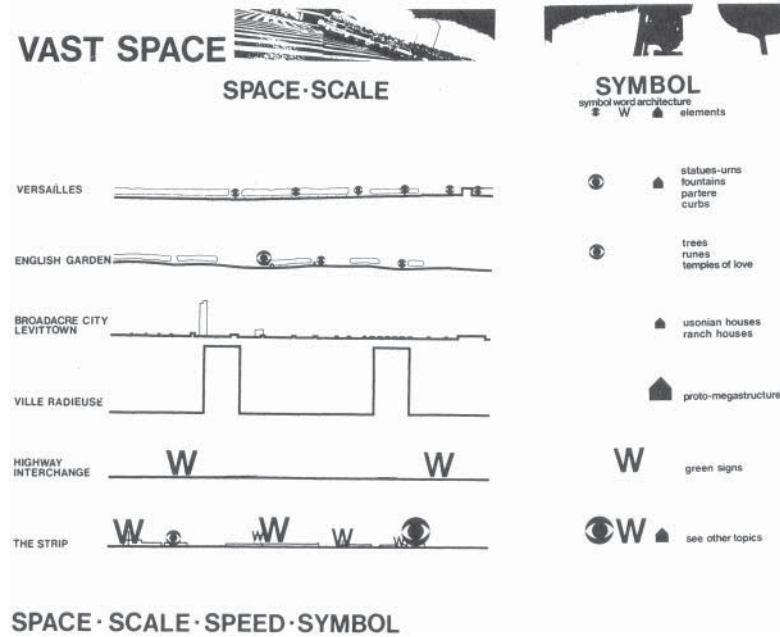 VAST SPACE
SPACE·SCALE
SYMBOL
symbol word architecture
W
elements
VERSAILLES
statues-urns
fountains
partere
curbs
ENGLISH GARDEN
trees
runes
temples of love
BROADACRE CITY
LEVITTOWN
usonian houses
ranch houses
VILLE RADIEUSE
proto-megastructure
HIGHWAY
INTERCHANGE
W W
W
green signs
THE STRIP
W W W W W
W
see other topics
SPACE·SCALE·SPEED·SYMBOL